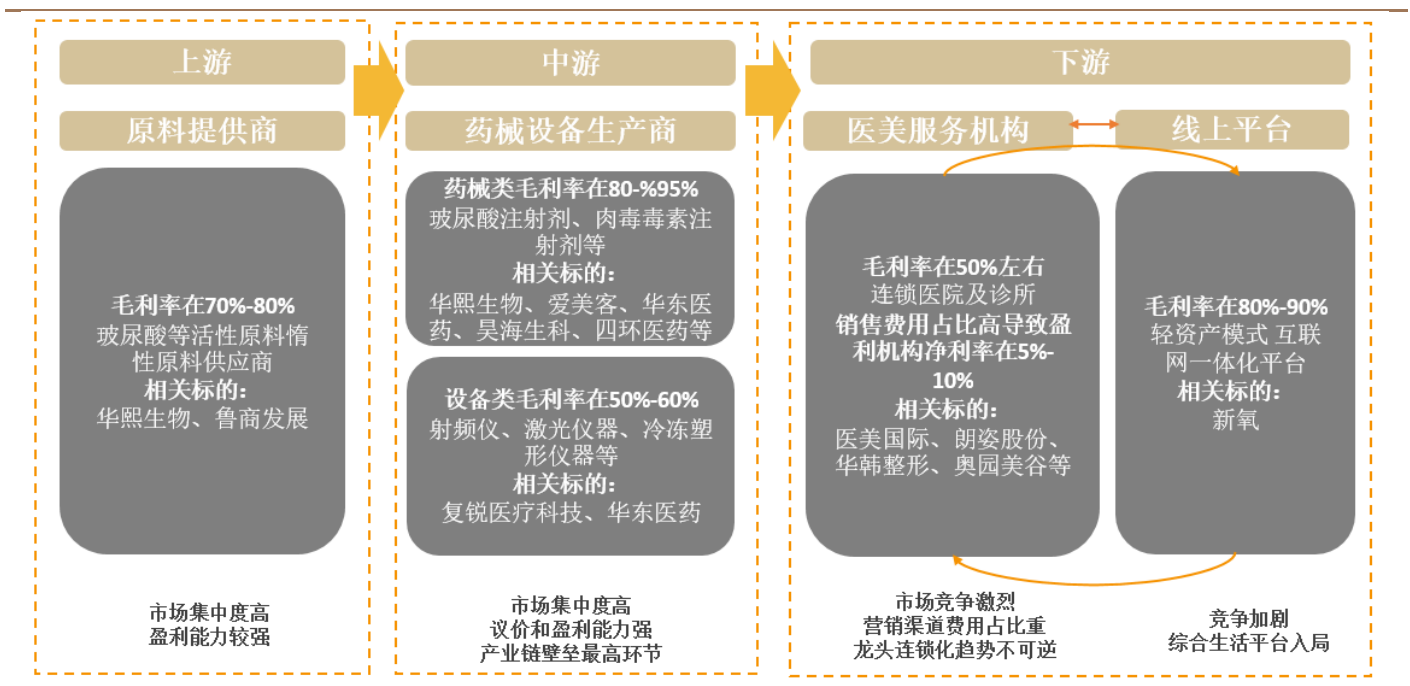 上游
原料提供商
毛利率在70%-80%
玻尿酸等活性原料惰
性原料供应商
相关标的：
华熙生物、鲁商发展
市场集中度高
盈利能力较强
中游
药械设备生产商
药械类毛利率在80-%95%
玻尿酸注射剂、肉毒毒素注
射剂等
相关标的：
华熙生物、爱美客、华东医
药、昊海生科、四环医药等
设备类毛利率在50%-60%
射频仪、激光仪器、冷冻塑
形仪器等
相关标的：
复锐医疗科技、华东医药
市场集中度高
议价和盈利能力强
产业链壁垒最高环节
下游
医美服务机构
毛利率在50%左右
连锁医院及诊所
销售费用占比高导致盈
利机构净利率在5%-
10%
相关标的：
医美国际、朗姿股份、
华韩整形、奥园美谷等
市场竞争激烈
营销渠道费用占比重
龙头连锁化趋势不可逆
线上平台
毛利率在80%-90%
轻资产模式 互联
网一体化平台
相关标的：
新氧
竞争加剧
综合生活平台入局